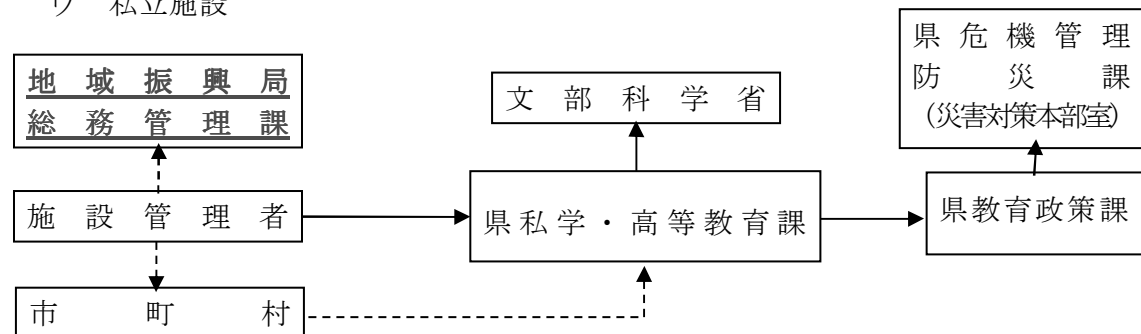 ウ 私立施設
地域振興局
総務管理課
文部科学省
県危機管理
防災課
(災害対策本部室)
施設管理者
県私学・高等教育課
県教育政策課
市町村